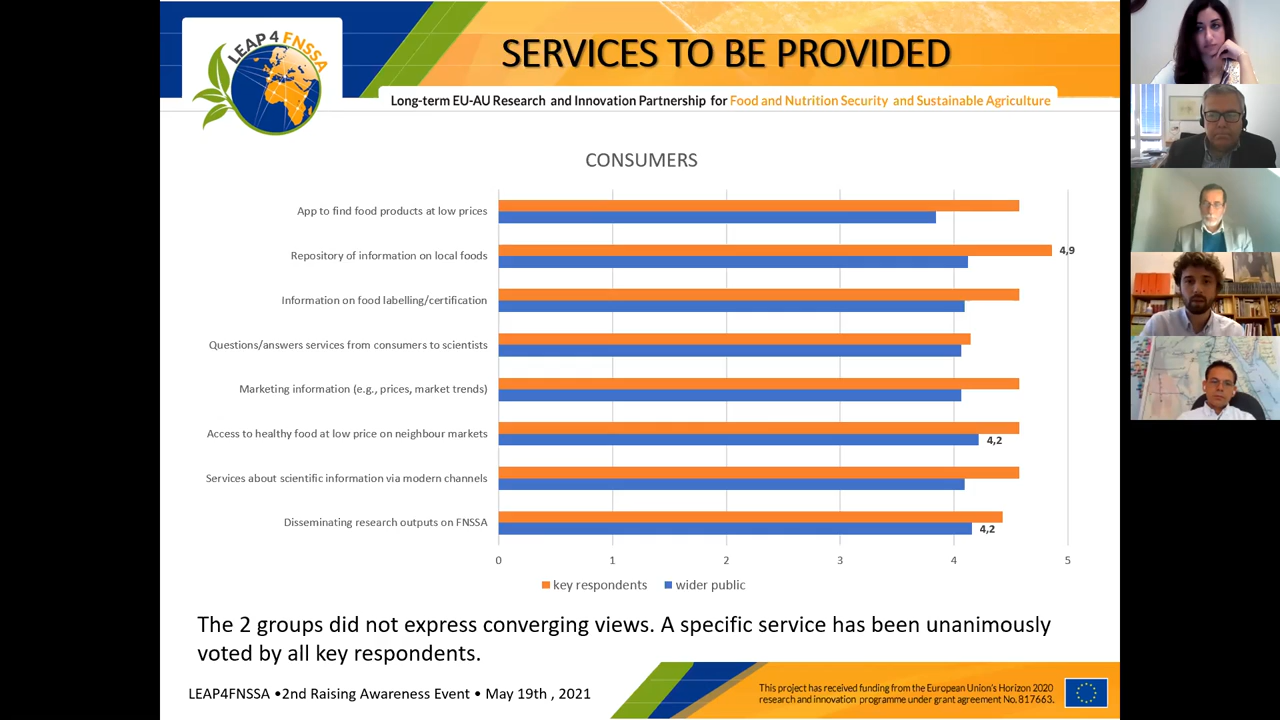 LEAP 4 FNSSA
SERVICES TO BE PROVIDED
Long-term EU-AU Research and Innovation Partnership for Food and Nutrition Security and Sustainable Agriculture
CONSUMERS
App to find food products at low prices
Repository of information on local foods
4,9
Information on food labelling/certification
Questions/answers services from consumers to scientists
Marketing information (e.g., prices, market trends)
Access to healthy food at low price on neighbour markets
4,2
Services about scientific information via modern channels
Disseminating research outputs on FNSSA
4,2
0 1 2 3 4 5
key respondents wider public
The 2 groups did not express converging views. A specific service has been unanimously
voted by all key respondents.
LEAP4FNSSA •2nd Raising Awareness Event • May 19th , 2021
This project has received funding from the European Union's Horizon 2020
research and innovation programme under grant agreement No. 817663.